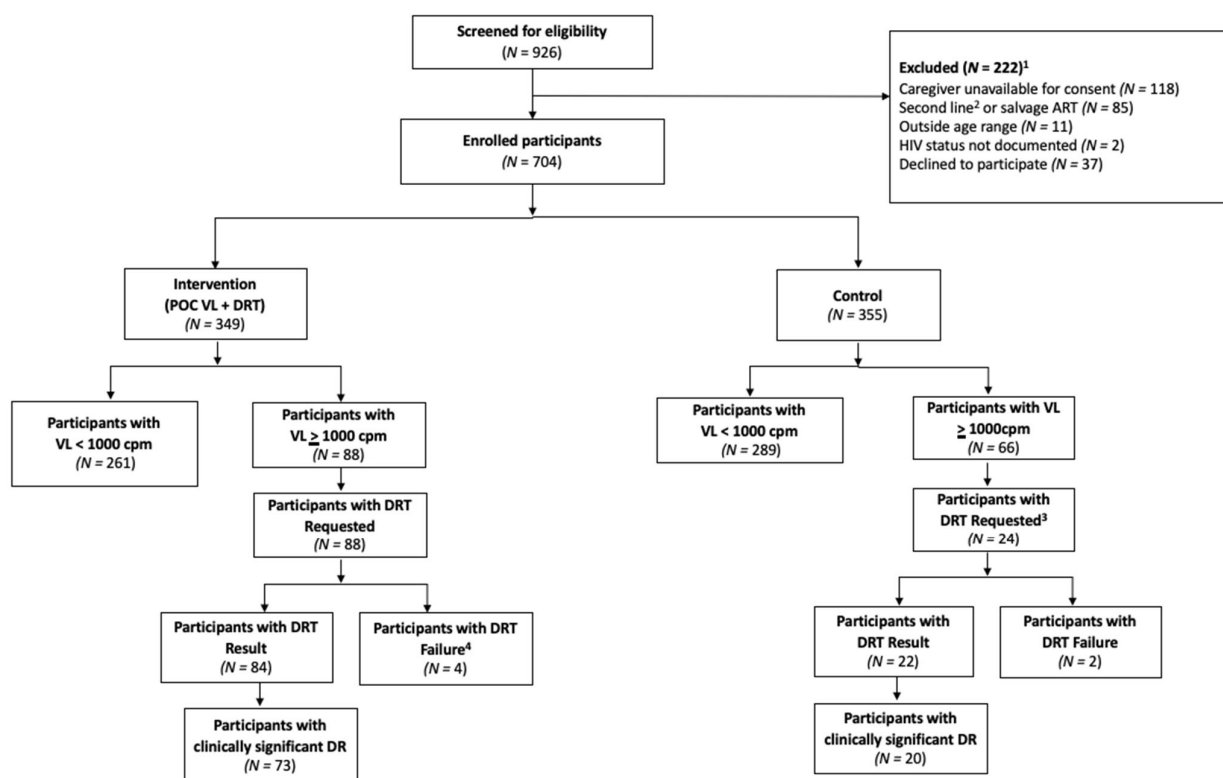 Screened for eligibility
(N = 926)
Excluded (N = 222)¹
Caregiver unavailable for consent (N = 118)
Second line² or salvage ART (N = 85)
Outside age range (N = 11)
HIV status not documented (N = 2)
Declined to participate (N = 37)
Enrolled participants
(N = 704)
Intervention
(POC VL + DRT)
(N = 349)
Control
(N = 355)
Participants with
VL < 1000 cpm
(N = 261)
Participants with
VL ≥ 1000 cpm
(N = 88)
Participants with
VL < 1000 cpm
(N = 289)
Participants with VL
≥ 1000cpm
(N = 66)
Participants with DRT
Requested
(N = 88)
Participants with
DRT Requested³
(N = 24)
Participants with DRT
Result
(N = 84)
Participants with DRT
Failure⁴
(N = 4)
Participants with
DRT Result
(N = 22)
Participants with
DRT Failure
(N = 2)
Participants with
clinically significant DR
(N = 73)
Participants with
clinically significant DR
(N = 20)